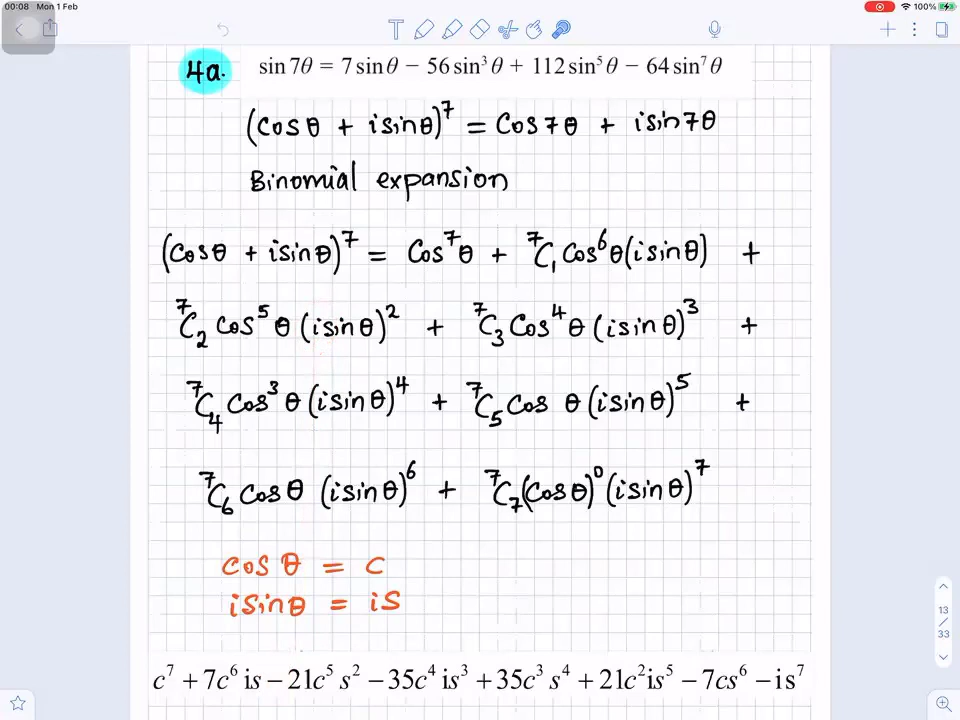 00:08 Mon 1 Feb 100%
4a. sin 7θ = 7 sin θ − 56 sin³ θ + 112 sin⁵ θ − 64 sin⁷ θ
(cosθ + isinθ)⁷ = cos7θ + isin7θ
Binomial expansion
(cosθ + isinθ)⁷ = cos⁷θ + ⁷C₁cos⁶θ(isinθ) +
⁷C₂cos⁵θ(isinθ)² + ⁷C₃cos⁴θ(isinθ)³ +
⁷C₄cos³θ(isinθ)⁴ + ⁷C₅cos θ(isinθ)⁵ +
⁷C₆cosθ (isinθ)⁶ + ⁷C₇(cosθ)⁰(isinθ)⁷
cos θ = c
isinθ = is
13
/
33
c⁷ + 7c⁶ is − 21c⁵ s² − 35c⁴ is³ + 35c³ s⁴ + 21c² is⁵ − 7cs⁶ − is⁷